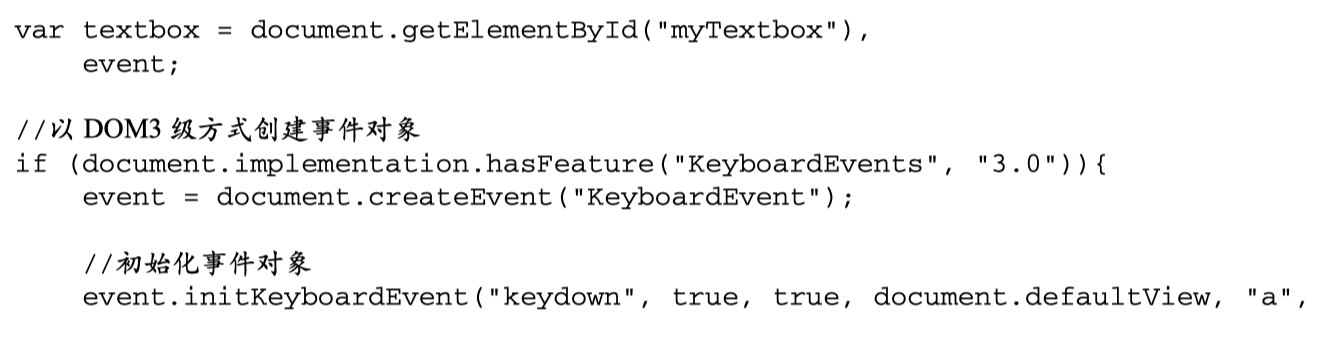 var textbox = document.getElementById("myTextbox"),
    event;
//以 DOM3 级方式创建事件对象
if (document.implementation.hasFeature("KeyboardEvents", "3.0")){
    event = document.createEvent("KeyboardEvent");
    //初始化事件对象
    event.initKeyboardEvent("keydown", true, true, document.defaultView, "a",